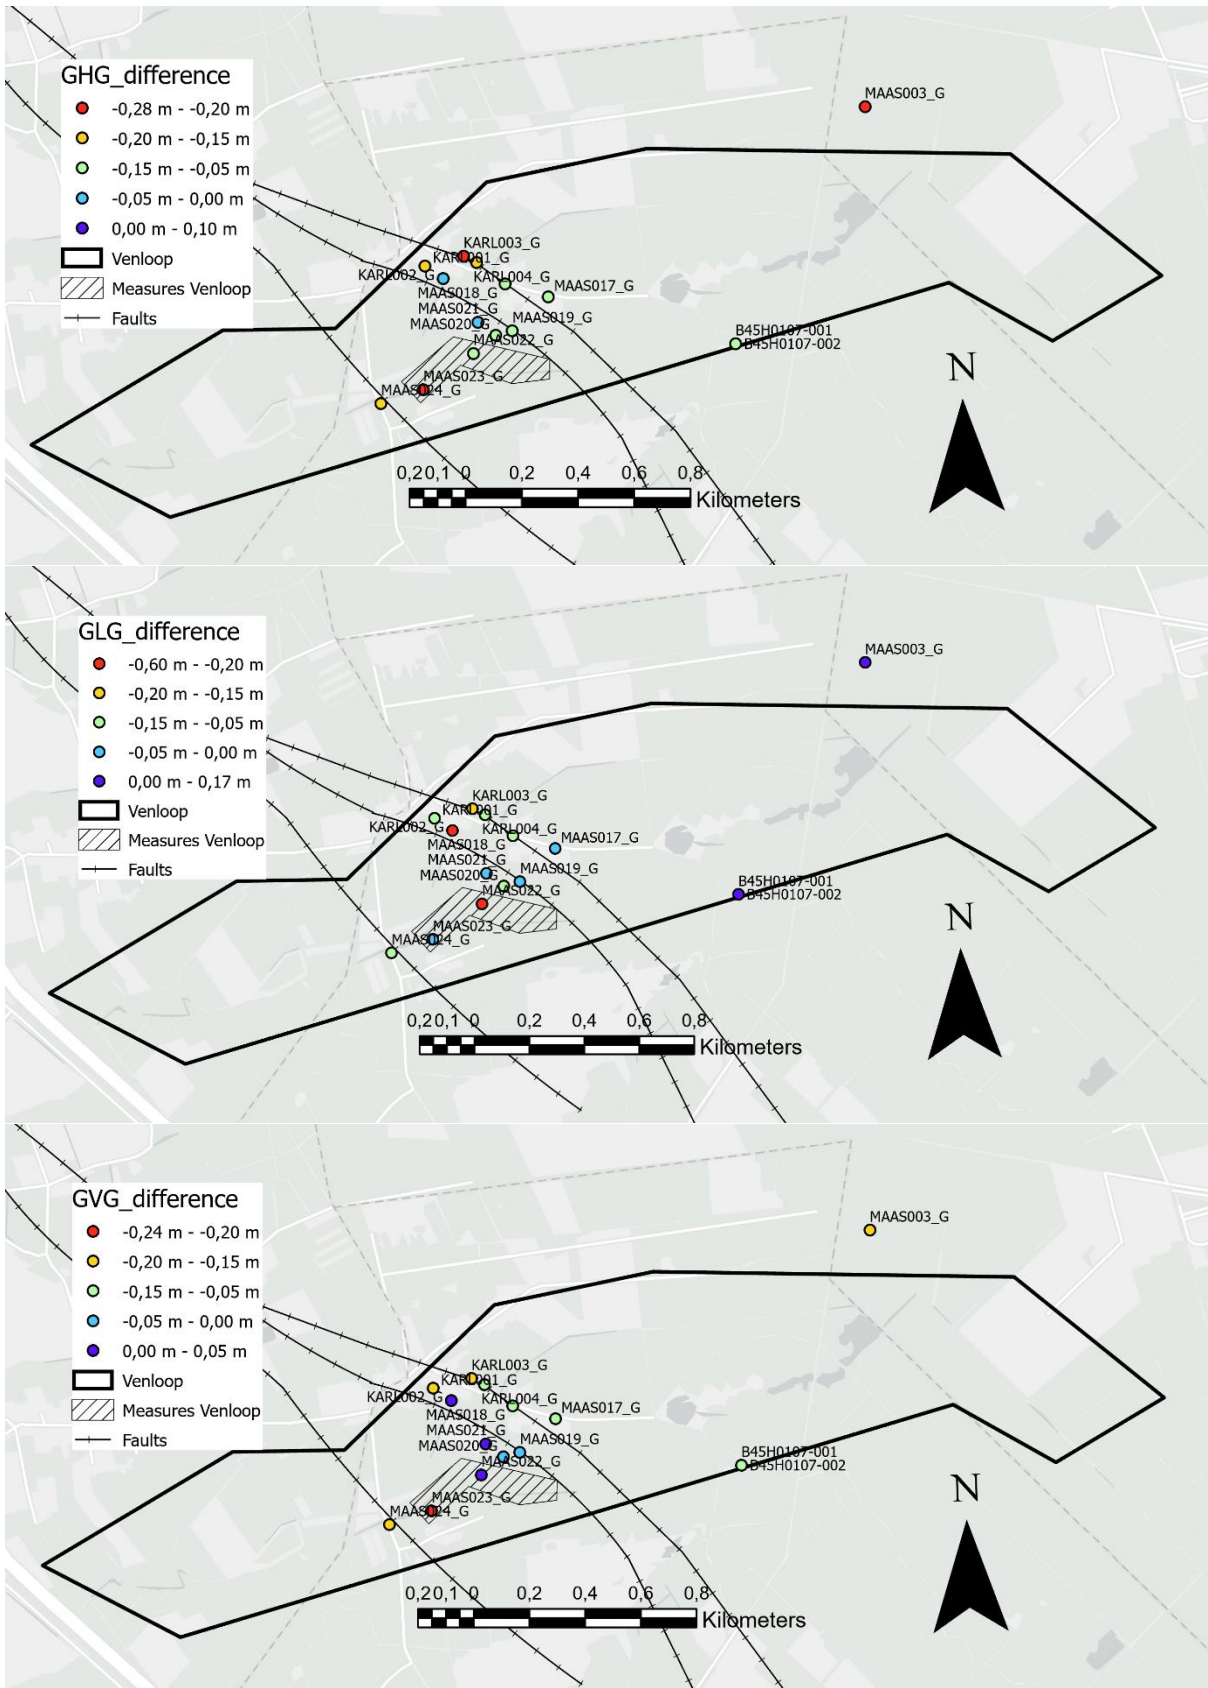 GHG_difference
-0,28 m - -0,20 m
-0,20 m - -0,15 m
-0,15 m - -0,05 m
-0,05 m - 0,00 m
0,00 m - 0,10 m
Venloop
Measures Venloop
Faults
MAAS003_G
KARL003_G
KARL001_G
KARL002_G
KARL004_G
MAAS018_G
MAAS017_G
MAAS021_G
MAAS020_G
MAAS019_G
MAAS022_G
B45H0107-001
B45H0107-002
MAAS023_G
MAAS024_G
N
0,20,1 0 0,2 0,4 0,6 0,8
Kilometers
GLG_difference
-0,60 m - -0,20 m
-0,20 m - -0,15 m
-0,15 m - -0,05 m
-0,05 m - 0,00 m
0,00 m - 0,17 m
Venloop
Measures Venloop
Faults
MAAS003_G
KARL003_G
KARL001_G
KARL002_G
KARL004_G
MAAS018_G
MAAS017_G
MAAS021_G
MAAS020_G
MAAS019_G
MAAS022_G
B45H0107-001
B45H0107-002
MAAS023_G
MAAS024_G
N
0,20,1 0 0,2 0,4 0,6 0,8
Kilometers
GVG_difference
-0,24 m - -0,20 m
-0,20 m - -0,15 m
-0,15 m - -0,05 m
-0,05 m - 0,00 m
0,00 m - 0,05 m
Venloop
Measures Venloop
Faults
MAAS003_G
KARL003_G
KARL001_G
KARL002_G
KARL004_G
MAAS018_G
MAAS017_G
MAAS021_G
MAAS020_G
MAAS019_G
MAAS022_G
B45H0107-001
B45H0107-002
MAAS023_G
MAAS024_G
N
0,20,1 0 0,2 0,4 0,6 0,8
Kilometers